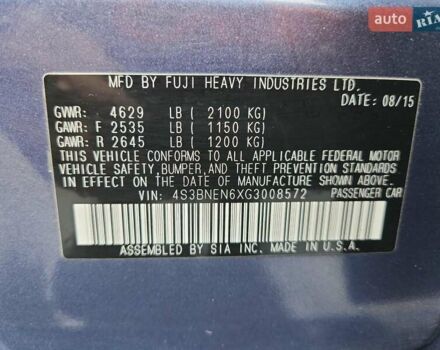 auto
RIA
MFD BY FUJI HEAVY INDUSTRIES LTD.
DATE: 08/15
GVWR: 4629 LB ( 2100 KG)
GAWR: F 2535 LB ( 1150 KG)
GAWR: R 2645 LB ( 1200 KG)
THIS VEHICLE CONFORMS TO ALL APPLICABLE FEDERAL MOTOR
VEHICLE SAFETY, BUMPER, AND THEFT PREVENTION STANDARDS
IN EFFECT ON THE DATE OF MANUFACTURE SHOWN ABOVE.
VIN: 4S3BNEN6XG3008572 PASSENGER CAR
ASSEMBLED BY SIA INC. MADE IN U.S.A.